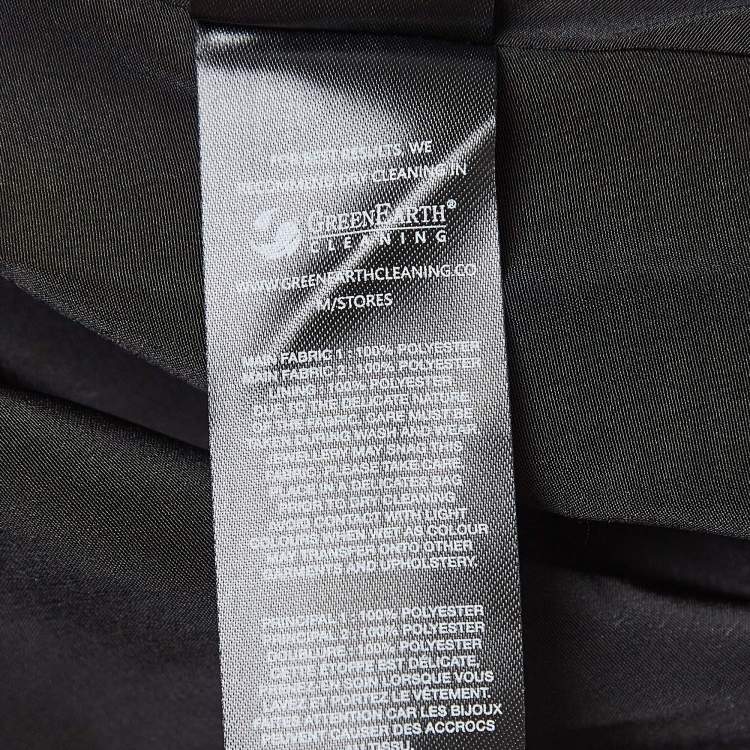 FOR BETTER RESULTS, WE
RECOMMEND DRY CLEANING IN
GREENEARTH®
CLEANING
WWW.GREENEARTHCLEANING.CO
M/STORES
MAIN FABRIC 1 : 100% POLYESTER
MAIN FABRIC 2 : 100% POLYESTER
LINING : 100% POLYESTER
DUE TO THE DELICATE NATURE
OF THE FABRIC, CARE MUST BE
TAKEN DURING WASH AND WEAR
JEWELLERY MAY SNAG THIS
FABRIC. PLEASE TAKE CARE
PLACE IN A DELICATES BAG
PRIOR TO DRY CLEANING
AVOID CONTACT WITH LIGHT
COLOURS WHEN WET AS COLOUR
MAY TRANSFER ONTO OTHER
GARMENTS AND UPHOLSTERY.
PRINCIPAL 1 : 100% POLYESTER
PRINCIPAL 2 : 100% POLYESTER
DOUBLURE : 100% POLYESTER
CETTE ÉTOFFE EST DÉLICATE,
PRENEZ-EN SOIN LORSQUE VOUS
LAVEZ ET PORTEZ LE VÊTEMENT.
FAITES ATTENTION CAR LES BIJOUX
PEUVENT CAUSER DES ACCROCS
TISSU.